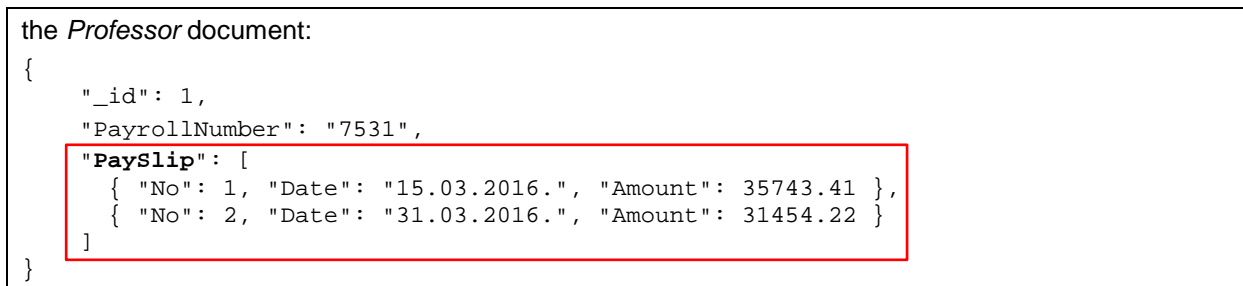 the Professor document:
{
"_id": 1,
"PayrollNumber": "7531",
"PaySlip": [
{ "No": 1, "Date": "15.03.2016.", "Amount": 35743.41 },
{ "No": 2, "Date": "31.03.2016.", "Amount": 31454.22 }
]
}